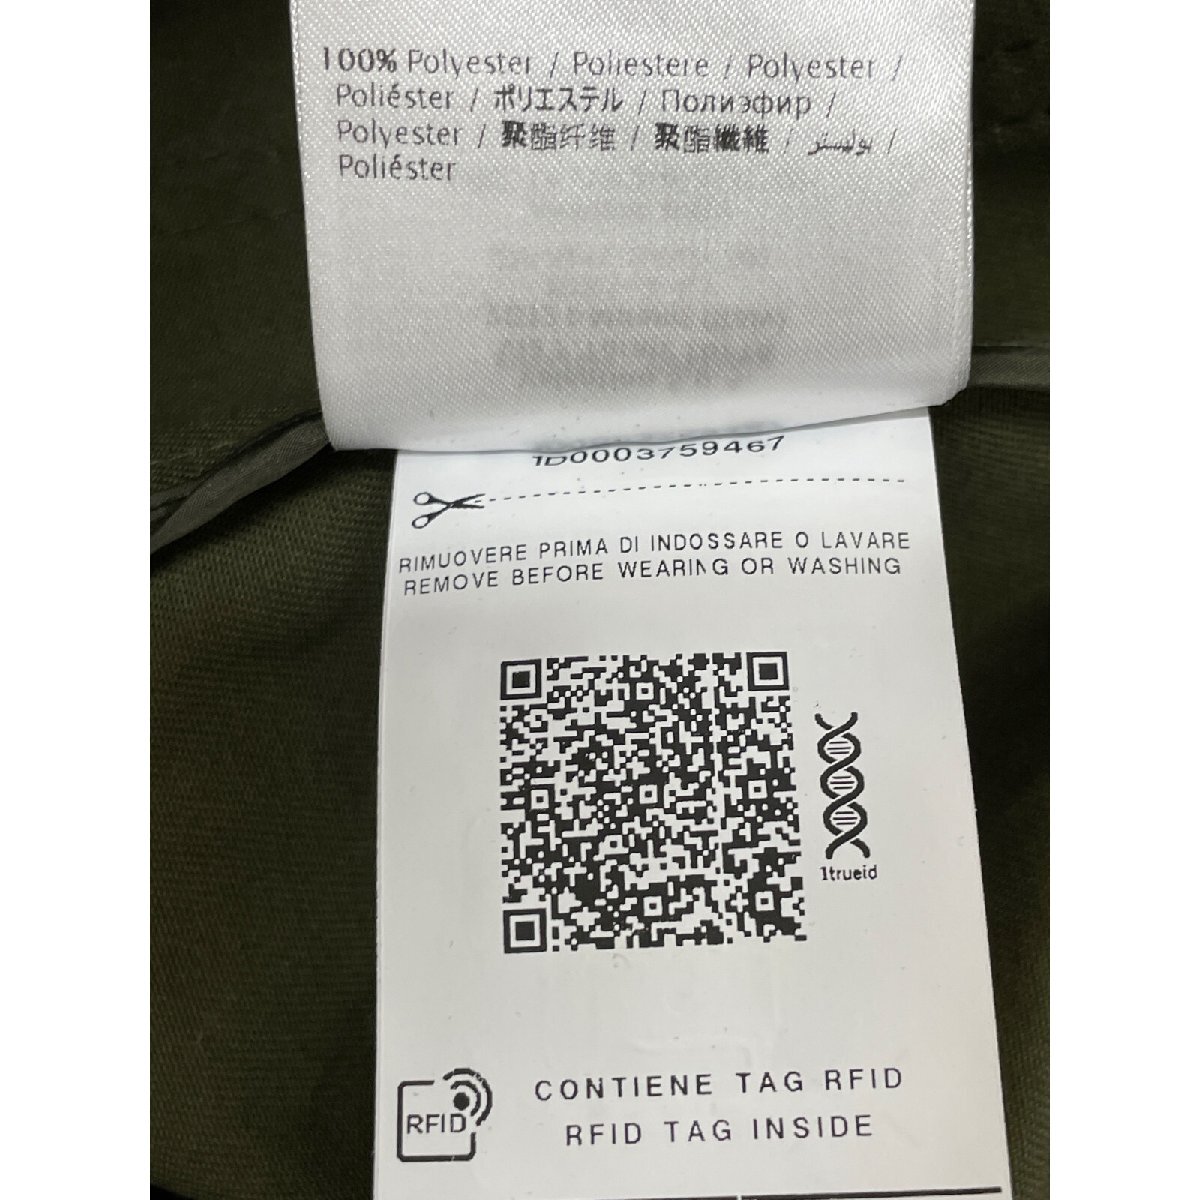 100% Polyester / Poliestere / Polyester /
Poliéster / ポリエステル / Полиэфир /
Polyester / 聚酯纤维 / 聚酯纖維 / بوليستر /
Poliéster
1D0003759467
RIMUOVERE PRIMA DI INDOSSARE O LAVARE
REMOVE BEFORE WEARING OR WASHING
1trueid
RFID
CONTIENE TAG RFID
RFID TAG INSIDE